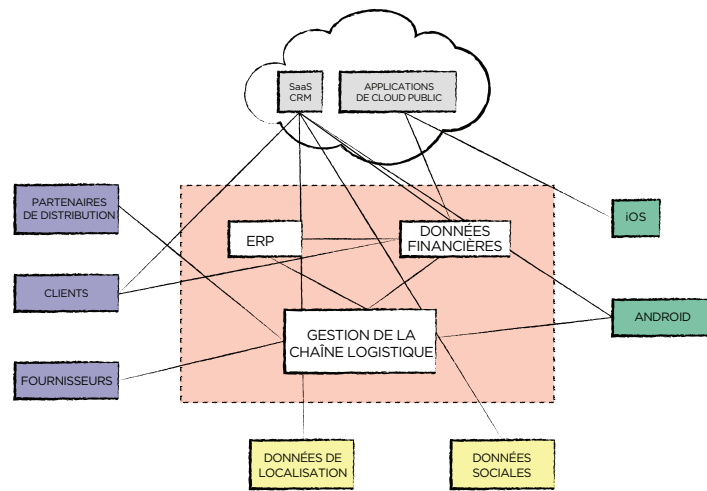 SaaS
CRM
APPLICATIONS
DE CLOUD PUBLIC
PARTENAIRES
DE DISTRIBUTION
iOS
ERP
DONNÉES
FINANCIÈRES
CLIENTS
ANDROID
GESTION DE LA
CHAÎNE LOGISTIQUE
FOURNISSEURS
DONNÉES DE
LOCALISATION
DONNÉES
SOCIALES